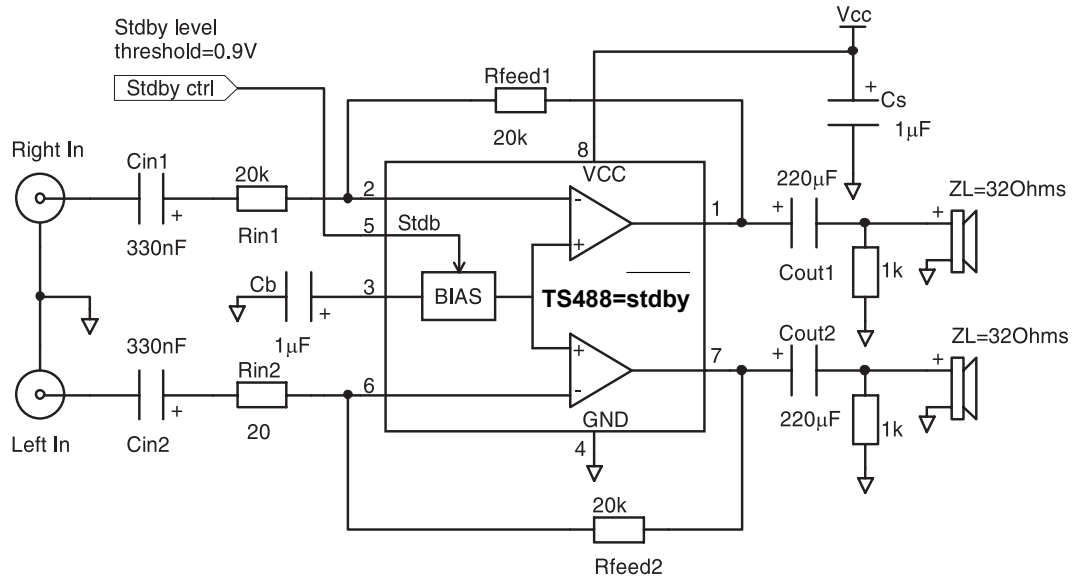 Stdby level
threshold=0.9V
Stdby ctrl
Vcc
Rfeed1
20k
+
Cs
1µF
Right In
Cin1
+
330nF
20k
Rin1
2
5
Stdb
8
VCC
-
+
1
220µF
+
Cout1
1k
ZL=32Ohms
+
Cb
+
1µF
3
BIAS
TS488=stdby
+
-
7
Cout2
+
220µF
1k
ZL=32Ohms
+
330nF
+
Cin2
Left In
Rin2
20
6
GND
4
20k
Rfeed2